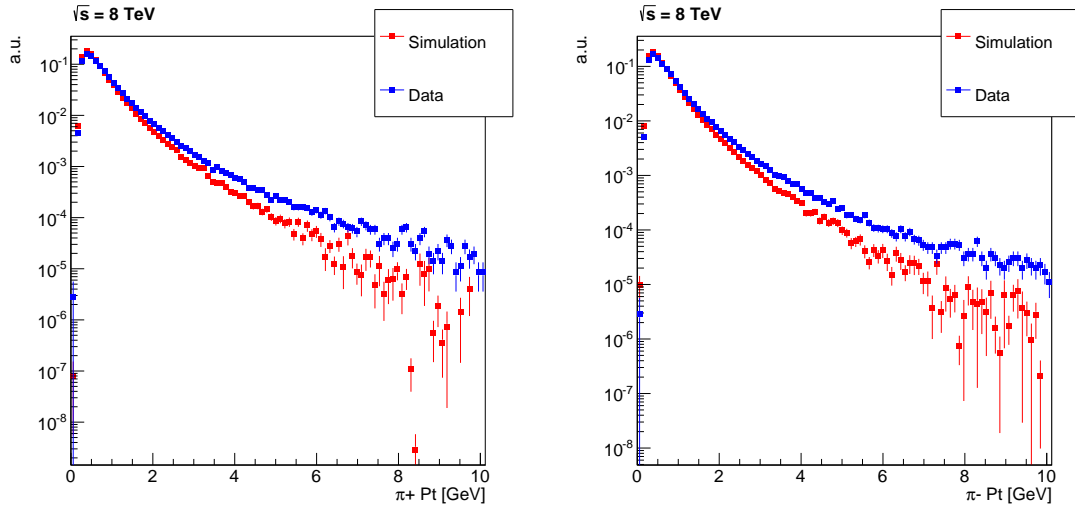 √s = 8 TeV
a.u.
Simulation
Data
10⁻¹
10⁻²
10⁻³
10⁻⁴
10⁻⁵
10⁻⁶
10⁻⁷
10⁻⁸
0 2 4 6 8 10
π+ Pt [GeV]
√s = 8 TeV
a.u.
Simulation
Data
10⁻¹
10⁻²
10⁻³
10⁻⁴
10⁻⁵
10⁻⁶
10⁻⁷
10⁻⁸
0 2 4 6 8 10
π- Pt [GeV]